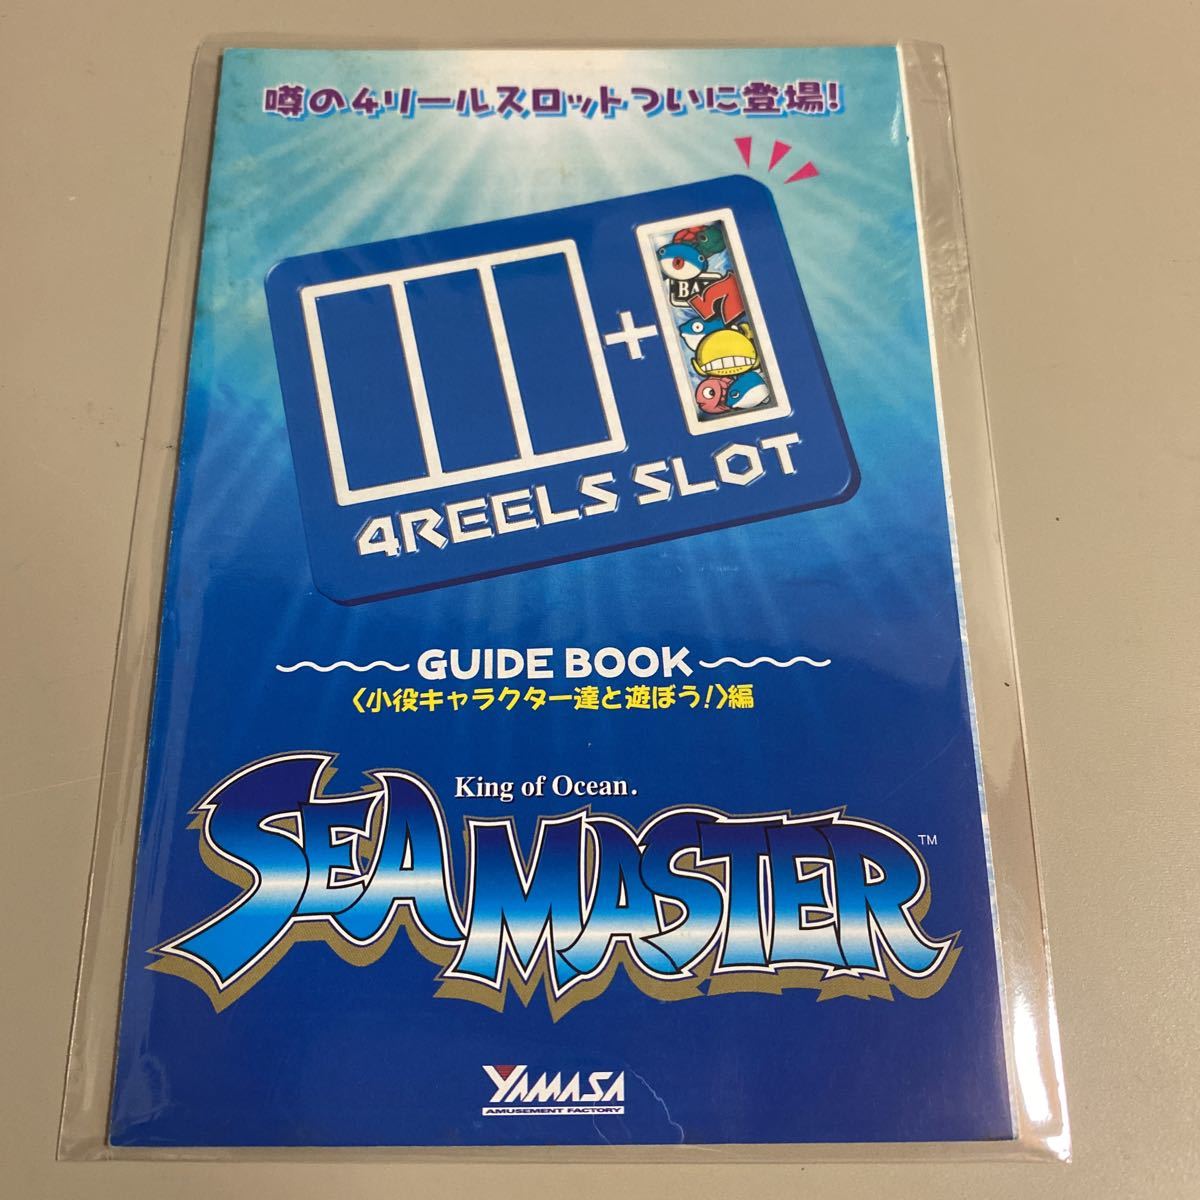 噂の4リールスロットついに登場!
BAR
7
4REELS SLOT
GUIDE BOOK
〈小役キャラクター達と遊ぼう!〉編
King of Ocean.
SEA MASTER™
YAMASA
AMUSEMENT FACTORY